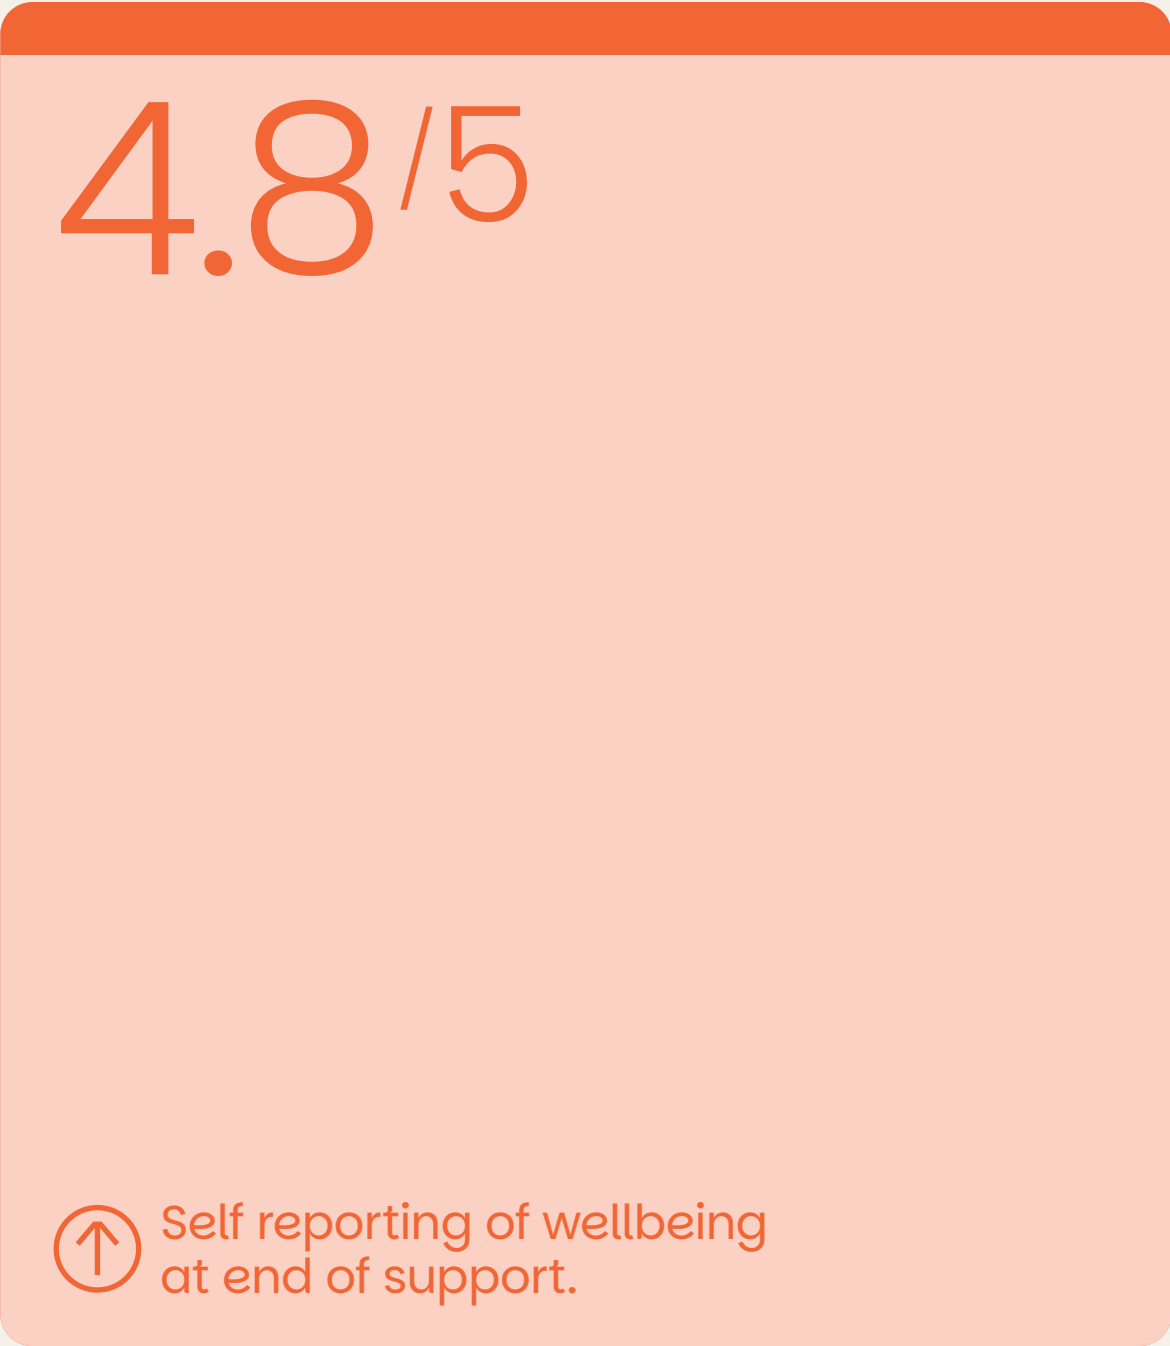 4.8/5
Self reporting of wellbeing
at end of support.